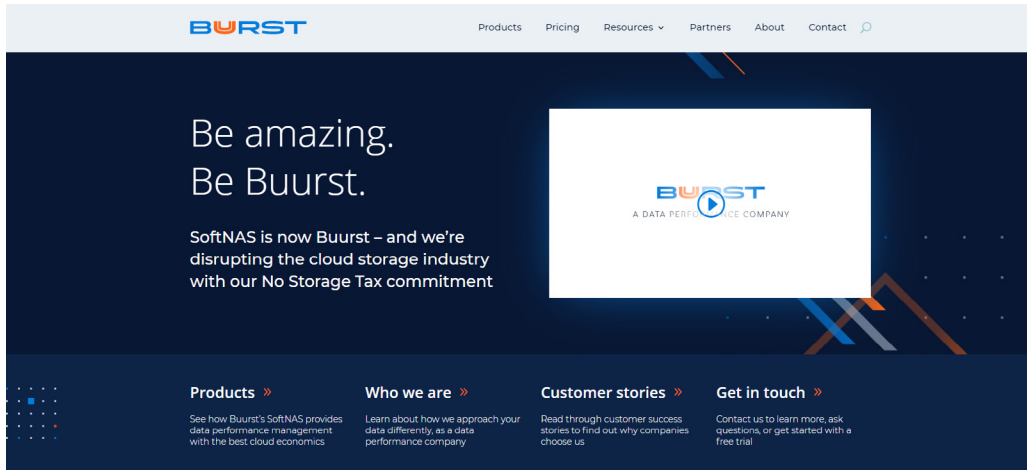 BUURST
Products Pricing Resources Partners About Contact
Be amazing.
Be Buurst.
SoftNAS is now Buurst – and we're
disrupting the cloud storage industry
with our No Storage Tax commitment
BUURST
A DATA PERFORMANCE COMPANY
Products »
See how Buurst's SoftNAS provides
data performance management
with the best cloud economics
Who we are »
Learn about how we approach your
data differently, as a data
performance company
Customer stories »
Read through customer success
stories to find out why companies
choose us
Get in touch »
Contact us to learn more, ask
questions, or get started with a
free trial